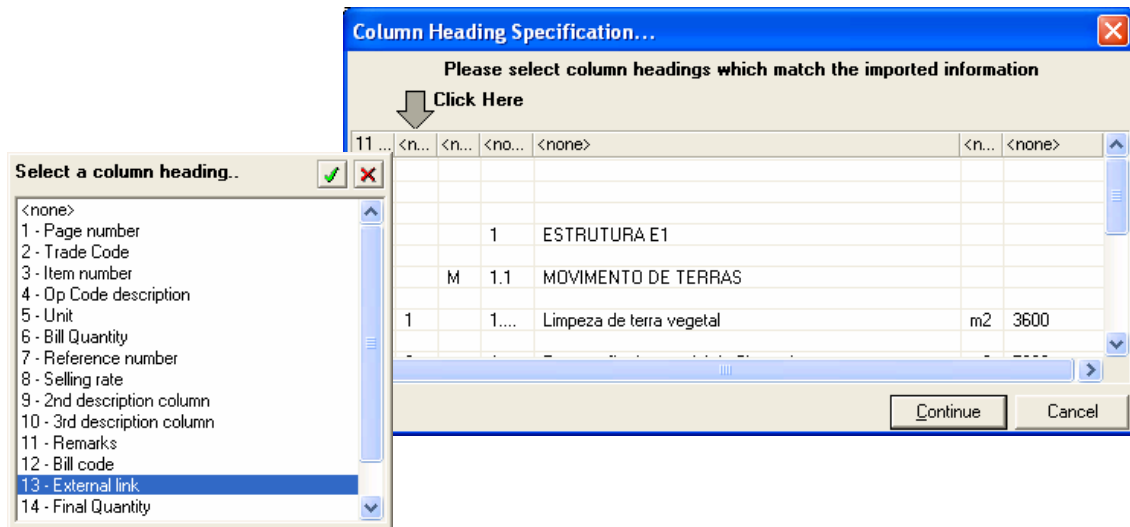 Column Heading Specification...
Please select column headings which match the imported information
Click Here
11 ... <n... <n... <no... <none> <n... <none>
1 ESTRUTURA E1
M 1.1 MOVIMENTO DE TERRAS
1 1.... Limpeza de terra vegetal m2 3600
Continue Cancel
Select a column heading..
<none>
1 - Page number
2 - Trade Code
3 - Item number
4 - Op Code description
5 - Unit
6 - Bill Quantity
7 - Reference number
8 - Selling rate
9 - 2nd description column
10 - 3rd description column
11 - Remarks
12 - Bill code
13 - External link
14 - Final Quantity